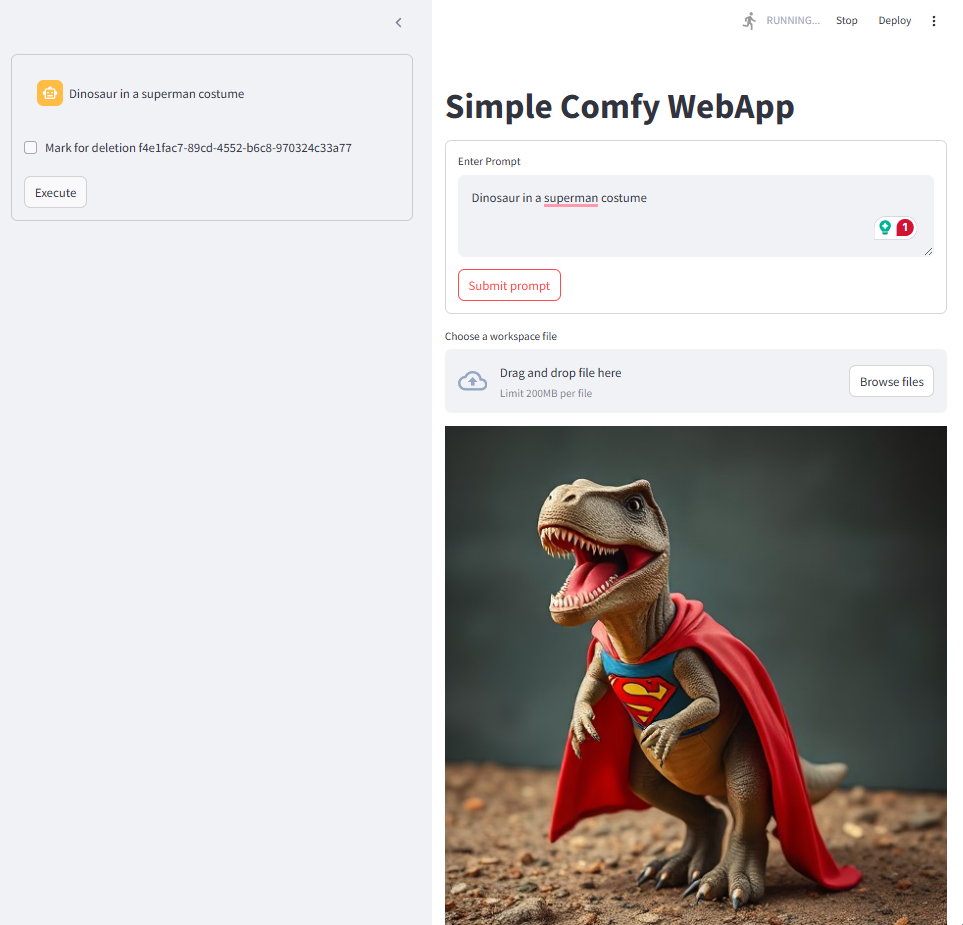 RUNNING...
Stop
Deploy
Dinosaur in a superman costume
Mark for deletion f4e1fac7-89cd-4552-b6c8-970324c33a77
Execute
Simple Comfy WebApp
Enter Prompt
Dinosaur in a superman costume
1
Submit prompt
Choose a workspace file
Drag and drop file here
Limit 200MB per file
Browse files
S